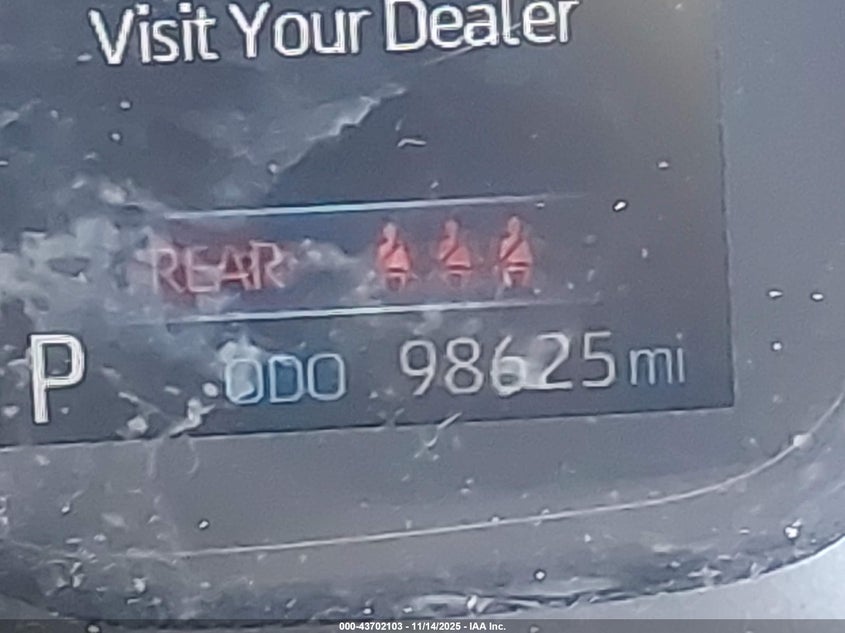 Visit Your Dealer
REAR
P ODO 98625 mi
000-43702103 - 11/14/2025 - IAA Inc.